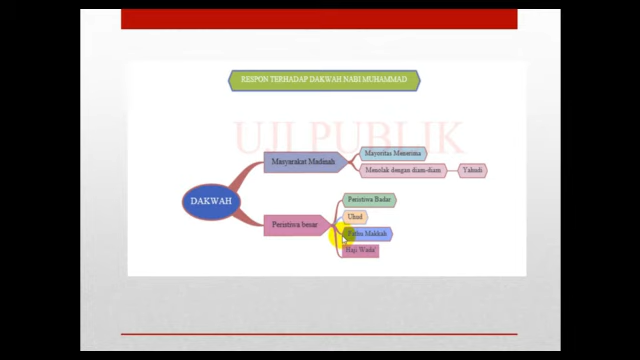 RESPON TERHADAP DAKWAH NABI MUHAMMAD
UJI PUBLIK
Mayoritas Menerima
Masyarakat Madinah
Menolak dengan diam-diam
Yahudi
DAKWAH
Peristiwa Badar
Uhud
Peristiwa besar
Fathu Makkah
Haji Wada'